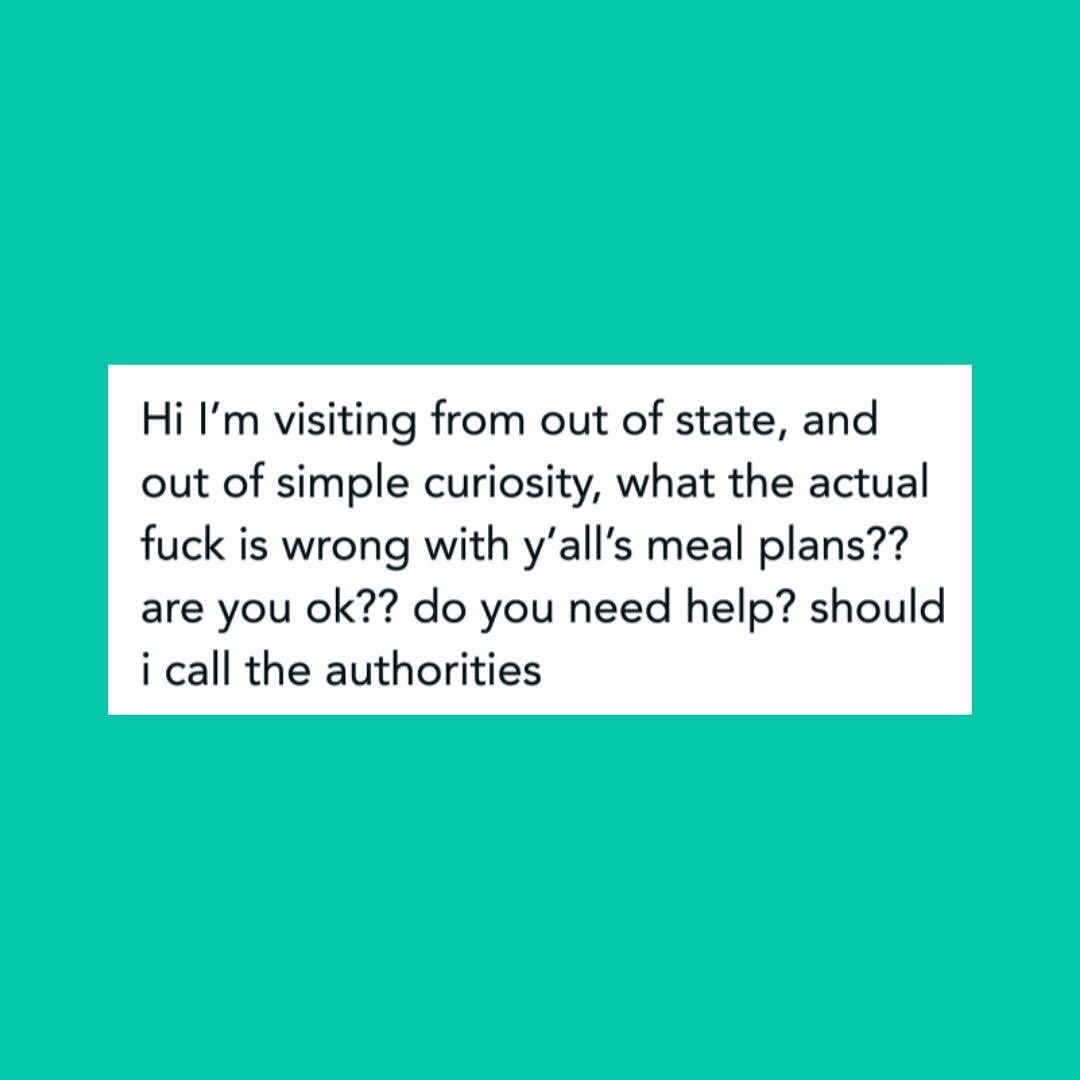 Hi I’m visiting from out of state, and
out of simple curiosity, what the actual
fuck is wrong with y’all’s meal plans??
are you ok?? do you need help? should
i call the authorities